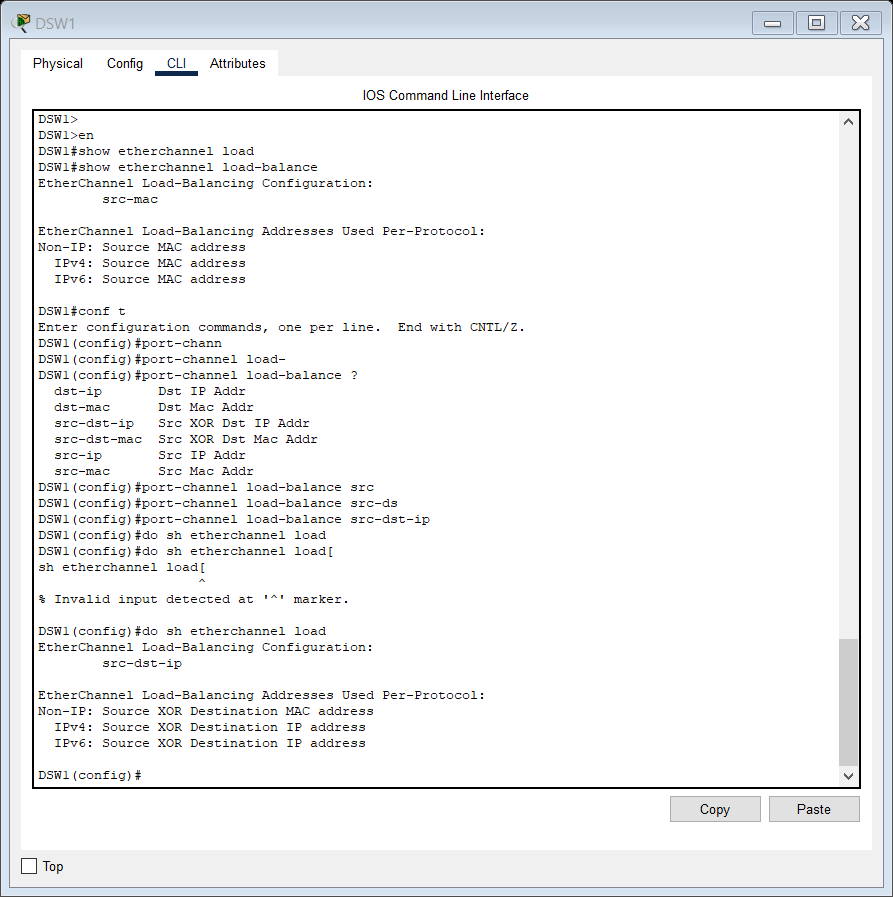 DSW1
Physical Config CLI Attributes
IOS Command Line Interface
DSW1>
DSW1>en
DSW1#show etherchannel load
DSW1#show etherchannel load-balance
EtherChannel Load-Balancing Configuration:
        src-mac

EtherChannel Load-Balancing Addresses Used Per-Protocol:
Non-IP: Source MAC address
  IPv4: Source MAC address
  IPv6: Source MAC address

DSW1#conf t
Enter configuration commands, one per line.  End with CNTL/Z.
DSW1(config)#port-chann
DSW1(config)#port-channel load-
DSW1(config)#port-channel load-balance ?
  dst-ip       Dst IP Addr
  dst-mac      Dst Mac Addr
  src-dst-ip   Src XOR Dst IP Addr
  src-dst-mac  Src XOR Dst Mac Addr
  src-ip       Src IP Addr
  src-mac      Src Mac Addr
DSW1(config)#port-channel load-balance src
DSW1(config)#port-channel load-balance src-ds
DSW1(config)#port-channel load-balance src-dst-ip
DSW1(config)#do sh etherchannel load
DSW1(config)#do sh etherchannel load[
sh etherchannel load[
                    ^
% Invalid input detected at '^' marker.

DSW1(config)#do sh etherchannel load
EtherChannel Load-Balancing Configuration:
        src-dst-ip

EtherChannel Load-Balancing Addresses Used Per-Protocol:
Non-IP: Source XOR Destination MAC address
  IPv4: Source XOR Destination IP address
  IPv6: Source XOR Destination IP address

DSW1(config)#
Copy Paste
Top